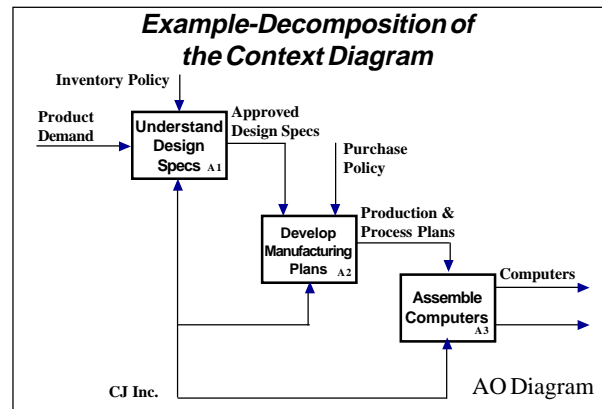 Example-Decomposition of
the Context Diagram
Inventory Policy
Product
Demand
Understand
Design
Specs A1
Approved
Design Specs
Purchase
Policy
Develop
Manufacturing
Plans A2
Production &
Process Plans
Assemble
Computers
A3
Computers
CJ Inc.
AO Diagram